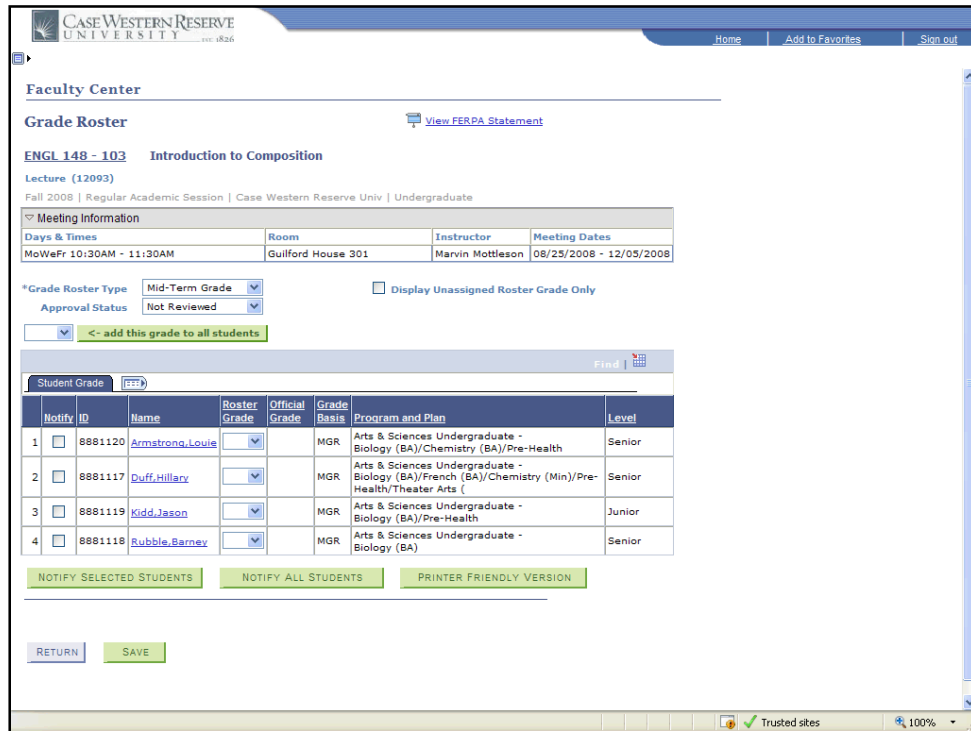 CASE WESTERN RESERVE
UNIVERSITY EST. 1826
Home | Add to Favorites | Sign out
Faculty Center
Grade Roster
View FERPA Statement
ENGL 148 - 103 Introduction to Composition
Lecture (12093)
Fall 2008 | Regular Academic Session | Case Western Reserve Univ | Undergraduate
Meeting Information
Days & Times Room Instructor Meeting Dates
MoWeFr 10:30AM - 11:30AM Guilford House 301 Marvin Mottleson 08/25/2008 - 12/05/2008
*Grade Roster Type Mid-Term Grade Display Unassigned Roster Grade Only
Approval Status Not Reviewed
<- add this grade to all students
Find |
Student Grade
Notify ID Name Roster Grade Official Grade Grade Basis Program and Plan Level
1 8881120 Armstrong,Louie MGR Arts & Sciences Undergraduate - Biology (BA)/Chemistry (BA)/Pre-Health Senior
2 8881117 Duff,Hillary MGR Arts & Sciences Undergraduate - Biology (BA)/French (BA)/Chemistry (Min)/Pre-Health/Theater Arts ( Senior
3 8881119 Kidd,Jason MGR Arts & Sciences Undergraduate - Biology (BA)/Pre-Health Junior
4 8881118 Rubble,Barney MGR Arts & Sciences Undergraduate - Biology (BA) Senior
NOTIFY SELECTED STUDENTS NOTIFY ALL STUDENTS PRINTER FRIENDLY VERSION
RETURN SAVE
Trusted sites 100%